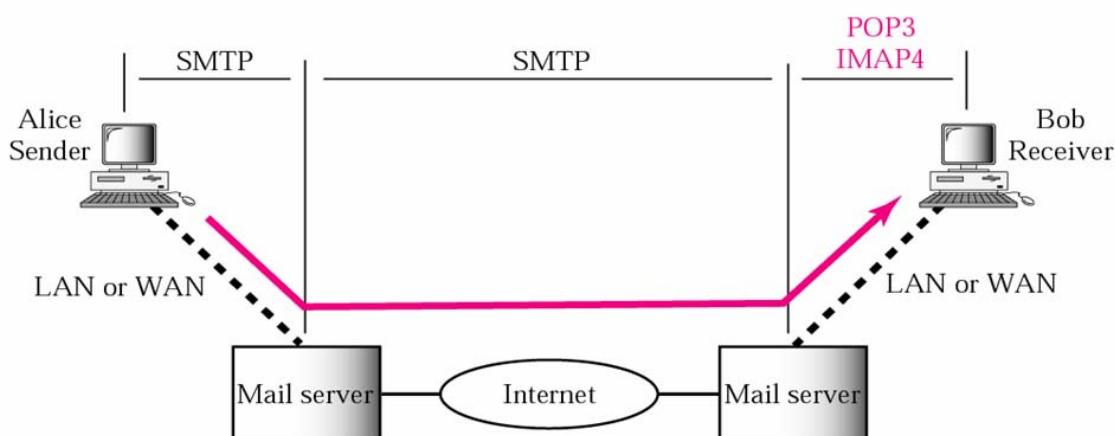 SMTP
SMTP
POP3
IMAP4
Alice
Sender
Bob
Receiver
LAN or WAN
LAN or WAN
Mail server
Internet
Mail server